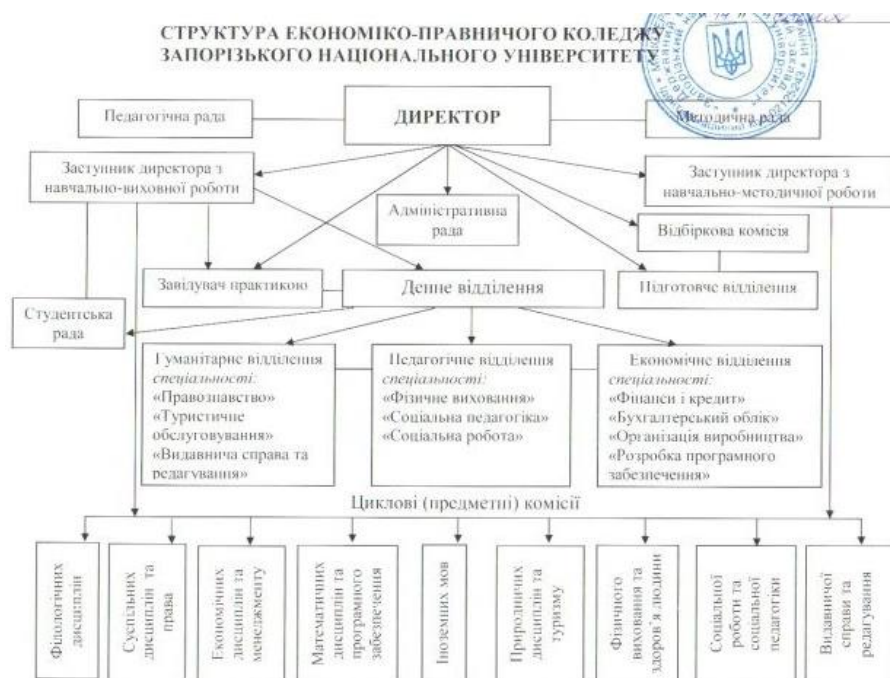 СТРУКТУРА ЕКОНОМІКО-ПРАВНИЧОГО КОЛЕДЖУ
ЗАПОРІЗЬКОГО НАЦІОНАЛЬНОГО УНІВЕРСИТЕТУ
Педагогічна рада
ДИРЕКТОР
Методична рада
Заступник директора з
навчально-виховної роботи
Заступник директора з
навчально-методичної роботи
Адміністративна
рада
Відбіркова комісія
Завідувач практикою
Денне відділення
Підготовче відділення
Студентська
рада
Гуманітарне відділення
спеціальності:
«Правознавство»
«Туристичне
обслуговування»
«Видавнича справа та
редагування»
Педагогічне відділення
спеціальності:
«Фізичне виховання»
«Соціальна педагогіка»
«Соціальна робота»
Економічне відділення
спеціальності:
«Фінанси і кредит»
«Бухгалтерський облік»
«Організація виробництва»
«Розробка програмного
забезпечення»
Циклові (предметні) комісії
Філологічних
дисциплін
Суспільних
дисциплін та
права
Економічних
дисциплін та
менеджменту
Математичних
дисциплін та
програмного
забезпечення
Іноземних мов
Природничих
дисциплін та
туризму
Фізичного
виховання та
здоров'я людини
Соціальної
роботи та
соціальної
педагогіки
Видавничої
справи та
редагування